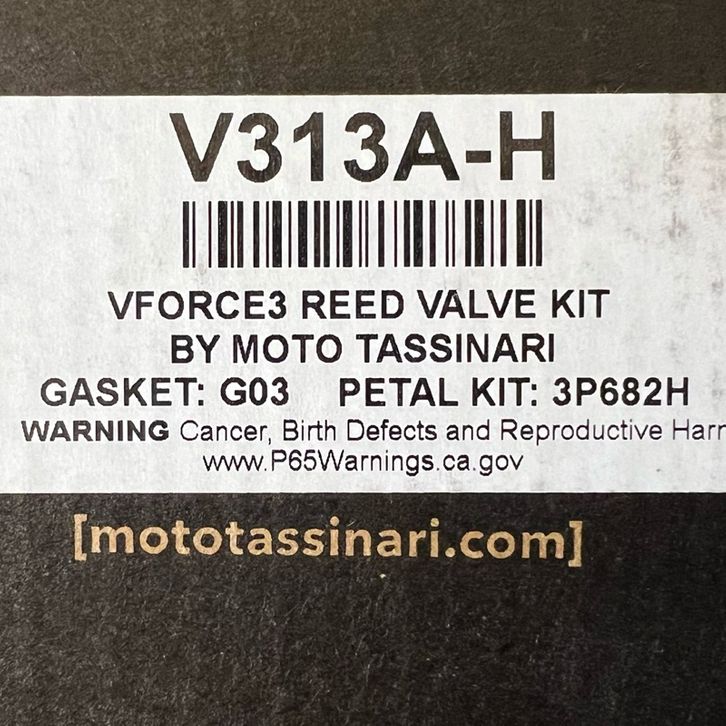 V313A-H
VFORCE3 REED VALVE KIT
BY MOTO TASSINARI
GASKET: G03 PETAL KIT: 3P682H
WARNING Cancer, Birth Defects and Reproductive
www.P65Warnings.ca.gov
[mototassinari.com]